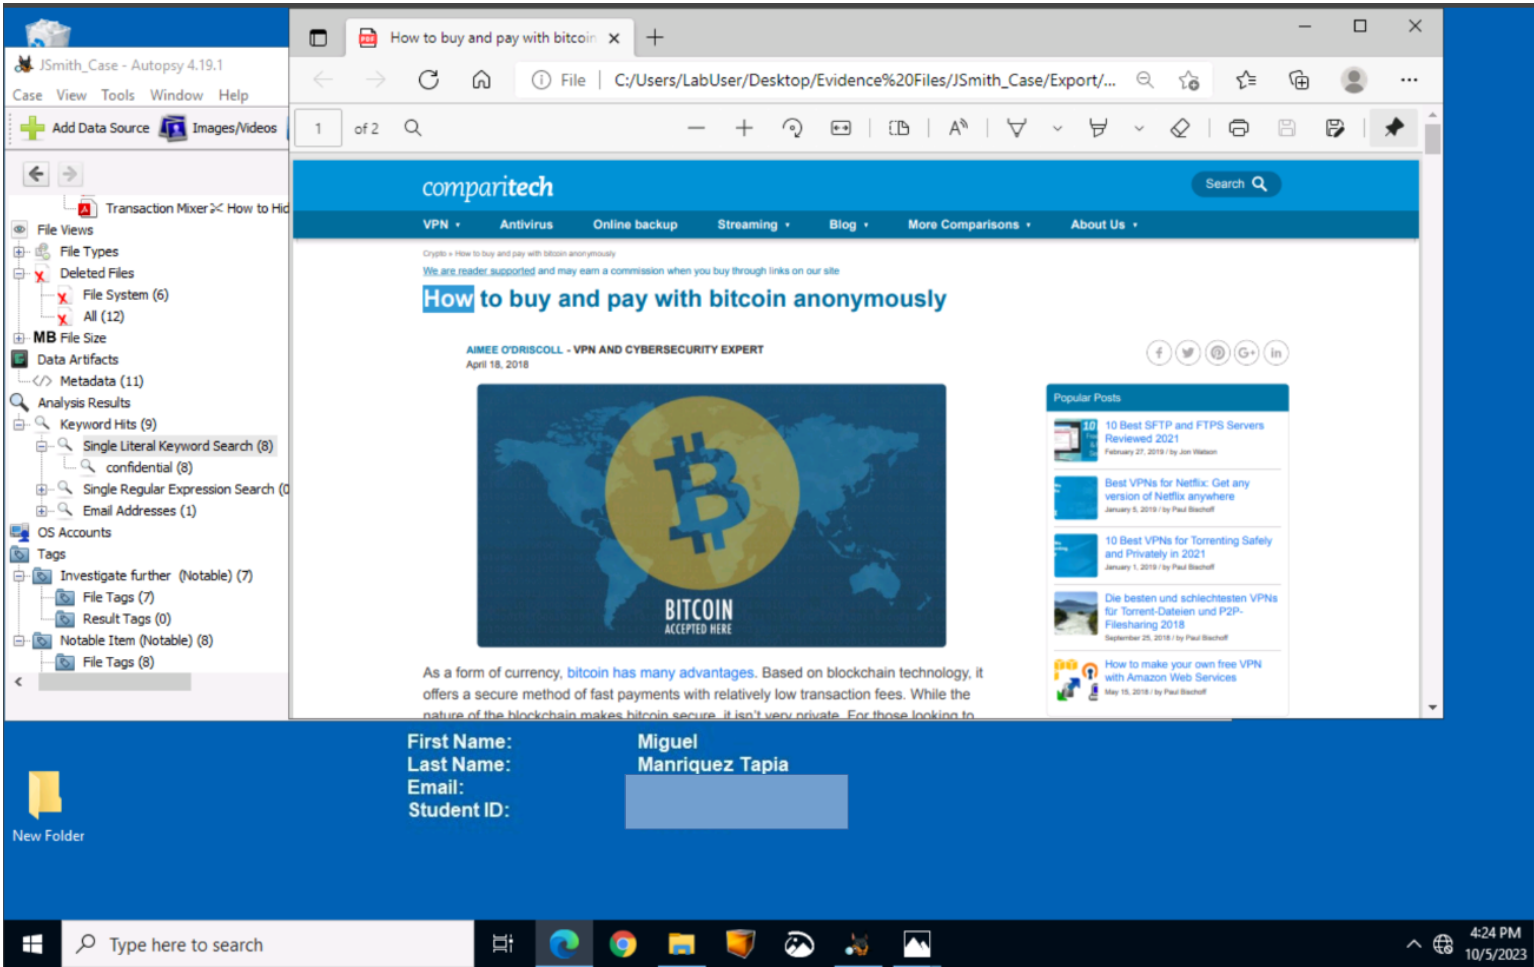 JSmith_Case - Autopsy 4.19.1
Case View Tools Window Help
Add Data Source Images/Videos
Transaction Mixer How to Hid
File Views
File Types
Deleted Files
File System (6)
All (12)
MB File Size
Data Artifacts
Metadata (11)
Analysis Results
Keyword Hits (9)
Single Literal Keyword Search (8)
confidential (8)
Single Regular Expression Search (0
Email Addresses (1)
OS Accounts
Tags
Investigate further (Notable) (7)
File Tags (7)
Result Tags (0)
Notable Item (Notable) (8)
File Tags (8)
How to buy and pay with bitcoin
File | C:/Users/LabUser/Desktop/Evidence%20Files/JSmith_Case/Export/...
1 of 2
comparitech
Search
VPN Antivirus Online backup Streaming Blog More Comparisons About Us
Crypto » How to buy and pay with bitcoin anonymously
We are reader supported and may earn a commission when you buy through links on our site
How to buy and pay with bitcoin anonymously
AIMEE O'DRISCOLL - VPN AND CYBERSECURITY EXPERT
April 18, 2018
BITCOIN
ACCEPTED HERE
As a form of currency, bitcoin has many advantages. Based on blockchain technology, it
offers a secure method of fast payments with relatively low transaction fees. While the
nature of the blockchain makes bitcoin secure, it isn't very private. For those looking to
Popular Posts
10 Best SFTP and FTPS Servers
Reviewed 2021
February 27, 2019 / by Jon Watson
Best VPNs for Netflix: Get any
version of Netflix anywhere
January 5, 2019 / by Paul Bischoff
10 Best VPNs for Torrenting Safely
and Privately in 2021
January 1, 2019 / by Paul Bischoff
Die besten und schlechtesten VPNs
für Torrent-Dateien und P2P-
Filesharing 2018
September 25, 2018 / by Paul Bischoff
How to make your own free VPN
with Amazon Web Services
May 15, 2018 / by Paul Bischoff
First Name: Miguel
Last Name: Manriquez Tapia
Email:
Student ID:
New Folder
Type here to search
4:24 PM
10/5/2023